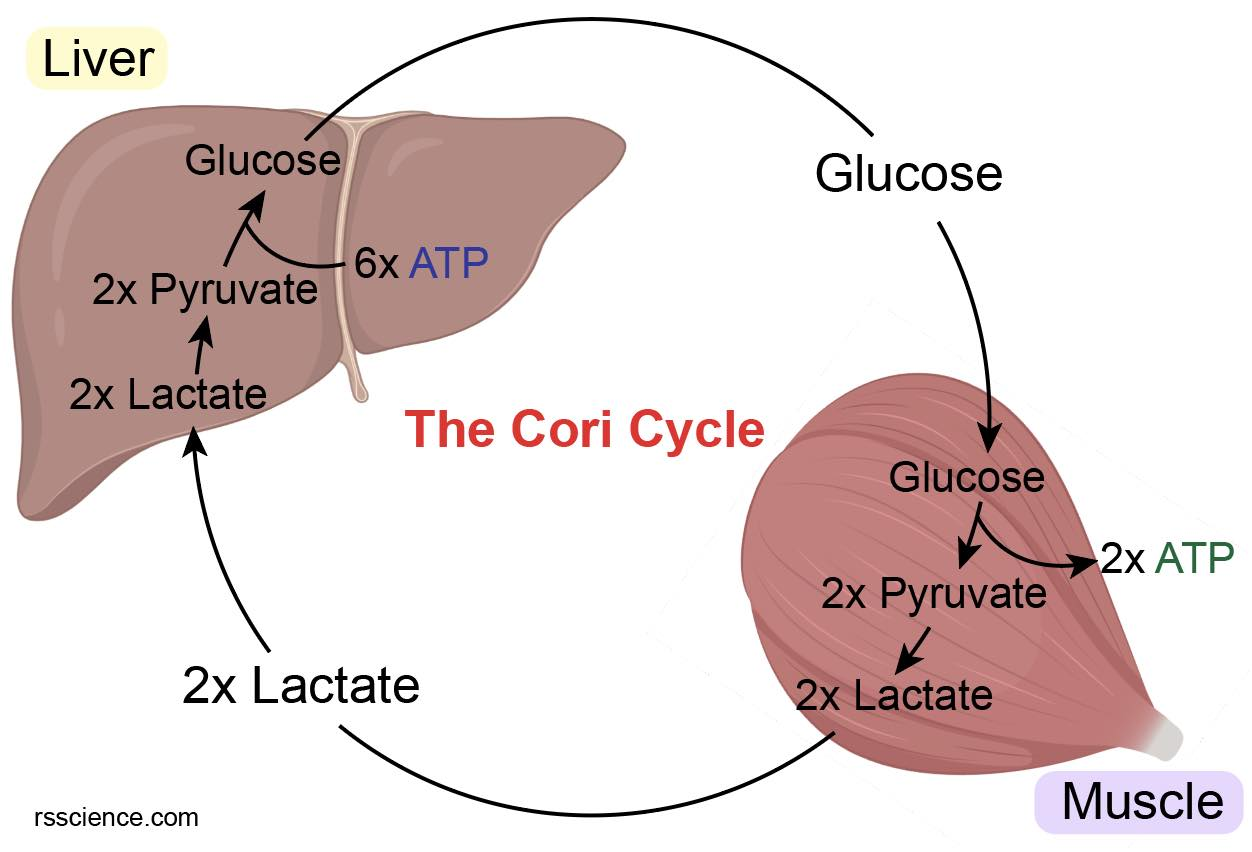 Liver
Glucose
6x ATP
2x Pyruvate
2x Lactate
Glucose
The Cori Cycle
Glucose
2x ATP
2x Pyruvate
2x Lactate
2x Lactate
Muscle
rsscience.com